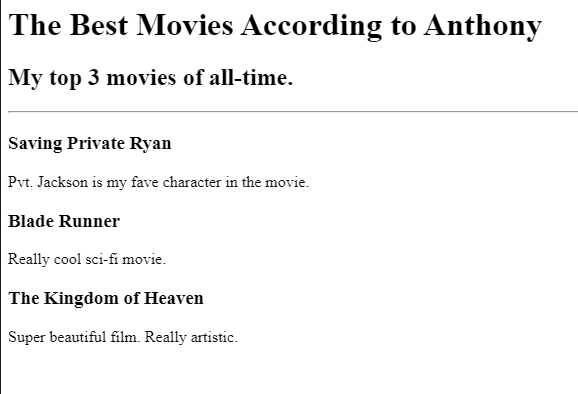 The Best Movies According to Anthony
My top 3 movies of all-time.
Saving Private Ryan
Pvt. Jackson is my fave character in the movie.
Blade Runner
Really cool sci-fi movie.
The Kingdom of Heaven
Super beautiful film. Really artistic.